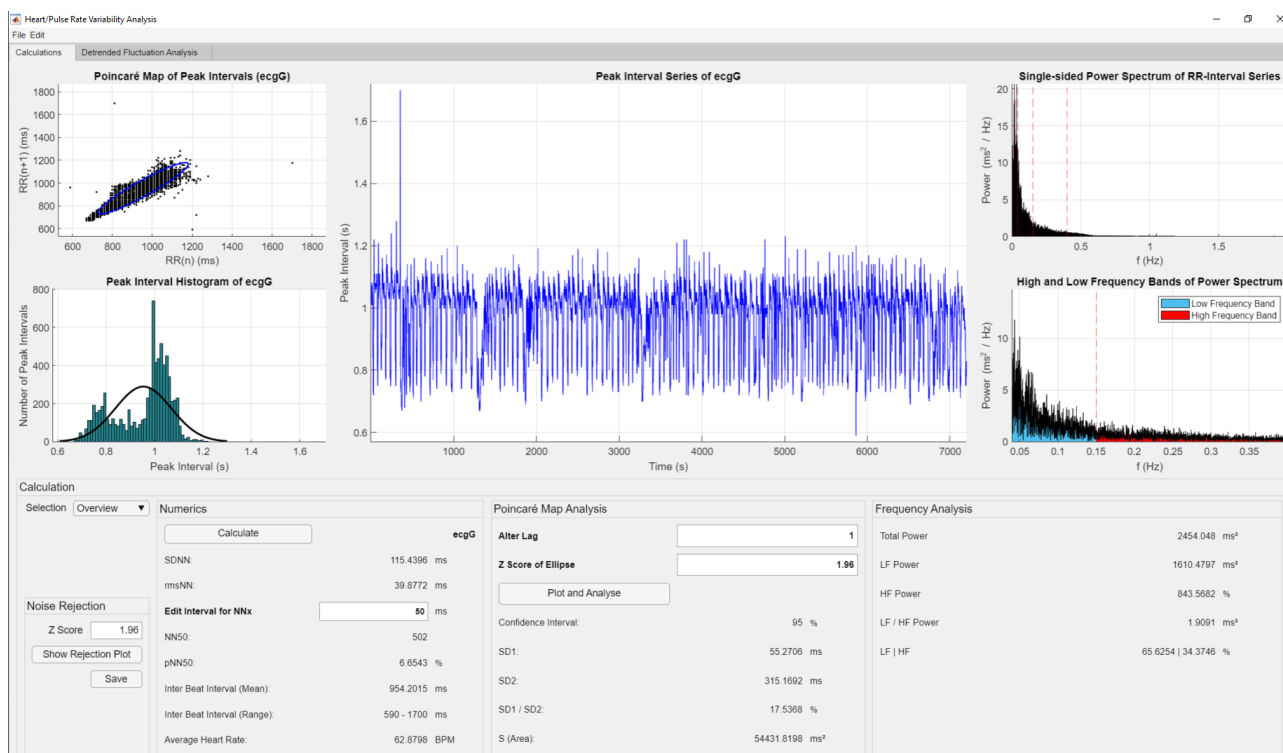 Heart/Pulse Rate Variability Analysis
File Edit
Calculations Detrended Fluctuation Analysis
Poincaré Map of Peak Intervals (ecgG)
1800
1600
1400
1200
1000
800
600
RR(n+1) (ms)
600 800 1000 1200 1400 1600 1800
RR(n) (ms)
Peak Interval Series of ecgG
1.6
1.4
1.2
1
0.8
0.6
Peak Interval (s)
1000 2000 3000 4000 5000 6000 7000
Time (s)
Single-sided Power Spectrum of RR-Interval Series
20
15
10
5
0
Power (ms² / Hz)
0 0.5 1 1.5
f (Hz)
Peak Interval Histogram of ecgG
800
600
400
200
0
Number of Peak Intervals
0.6 0.8 1 1.2 1.4 1.6
Peak Interval (s)
High and Low Frequency Bands of Power Spectrum
Low Frequency Band
High Frequency Band
10
5
0
Power (ms² / Hz)
0.05 0.1 0.15 0.2 0.25 0.3 0.35
f (Hz)
Calculation
Selection Overview
Noise Rejection
Z Score 1.96
Show Rejection Plot
Save
Numerics
Calculate ecgG
SDNN: 115.4396 ms
rmsNN: 39.8772 ms
Edit Interval for NNx 50 ms
NN50: 502
pNN50: 6.6543 %
Inter Beat Interval (Mean): 954.2015 ms
Inter Beat Interval (Range): 590 - 1700 ms
Average Heart Rate: 62.8798 BPM
Poincaré Map Analysis
Alter Lag 1
Z Score of Ellipse 1.96
Plot and Analyse
Confidence Interval: 95 %
SD1: 55.2706 ms
SD2: 315.1692 ms
SD1 / SD2: 17.5368 %
S (Area): 54431.8198 ms²
Frequency Analysis
Total Power 2454.048 ms²
LF Power 1610.4797 ms²
HF Power 843.5682 %
LF / HF Power 1.9091 ms²
LF | HF 65.6254 | 34.3746 %